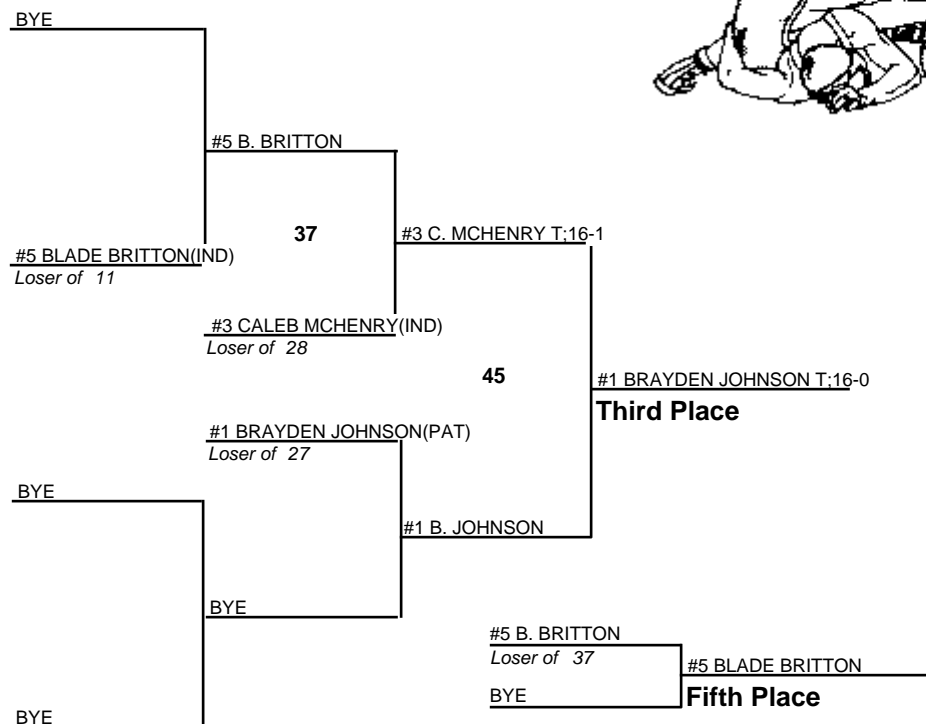 BYE
#5 B. BRITTON
37
#3 C. MCHENRY T;16-1
#5 BLADE BRITTON(IND)
Loser of 11
#3 CALEB MCHENRY(IND)
Loser of 28
45
#1 BRAYDEN JOHNSON T;16-0
Third Place
#1 BRAYDEN JOHNSON(PAT)
Loser of 27
BYE
#1 B. JOHNSON
BYE
#5 B. BRITTON
Loser of 37
#5 BLADE BRITTON
Fifth Place
BYE
BYE